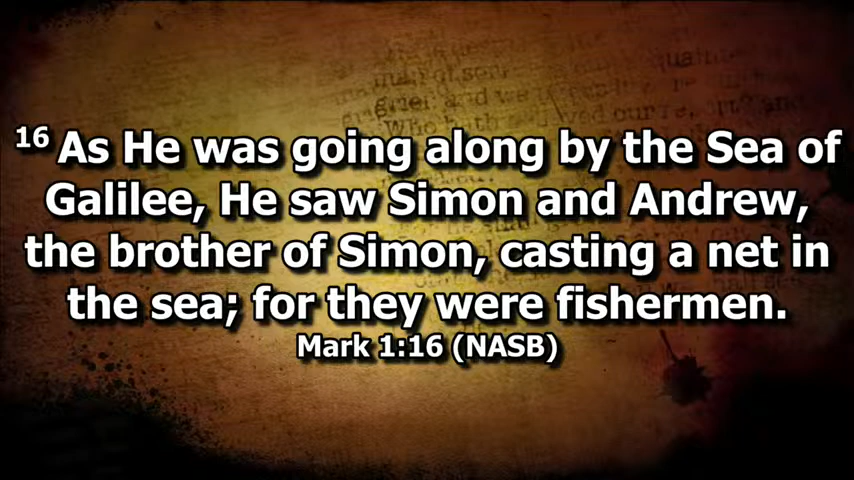 16 As He was going along by the Sea of
Galilee, He saw Simon and Andrew,
the brother of Simon, casting a net in
the sea; for they were fishermen.
Mark 1:16 (NASB)